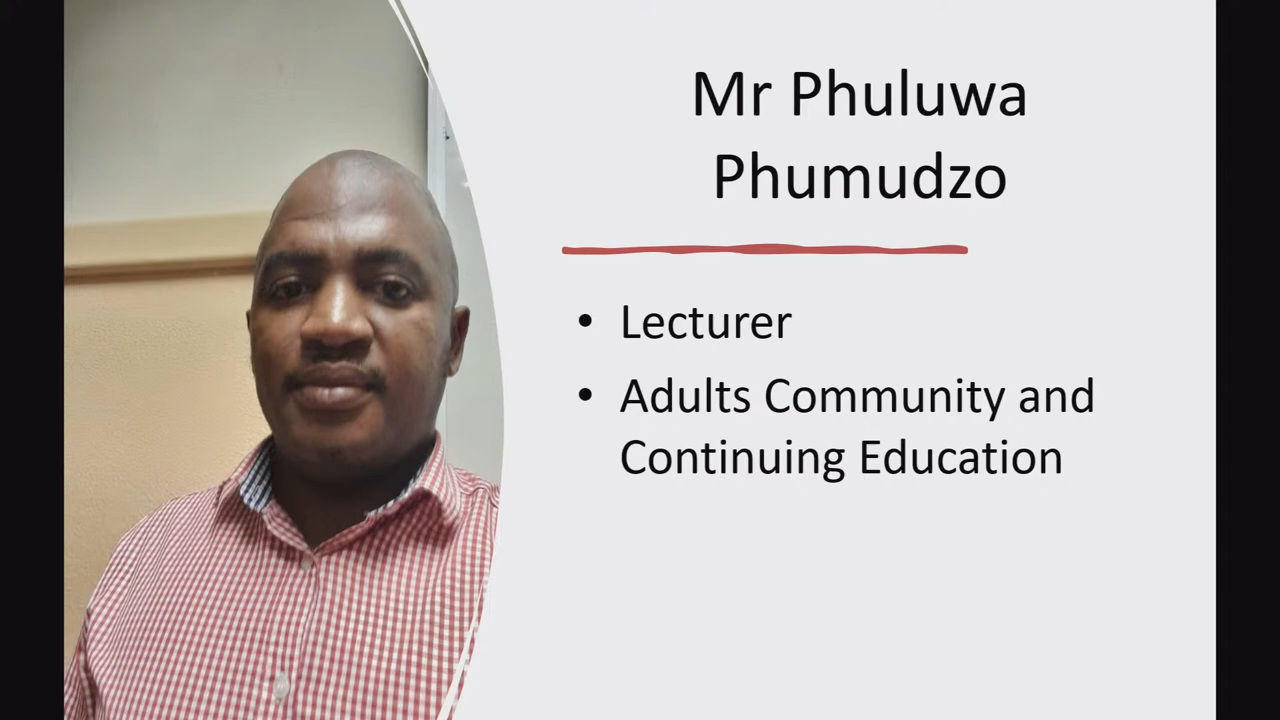 Mr Phuluwa
Phumudzo
• Lecturer
• Adults Community and
Continuing Education